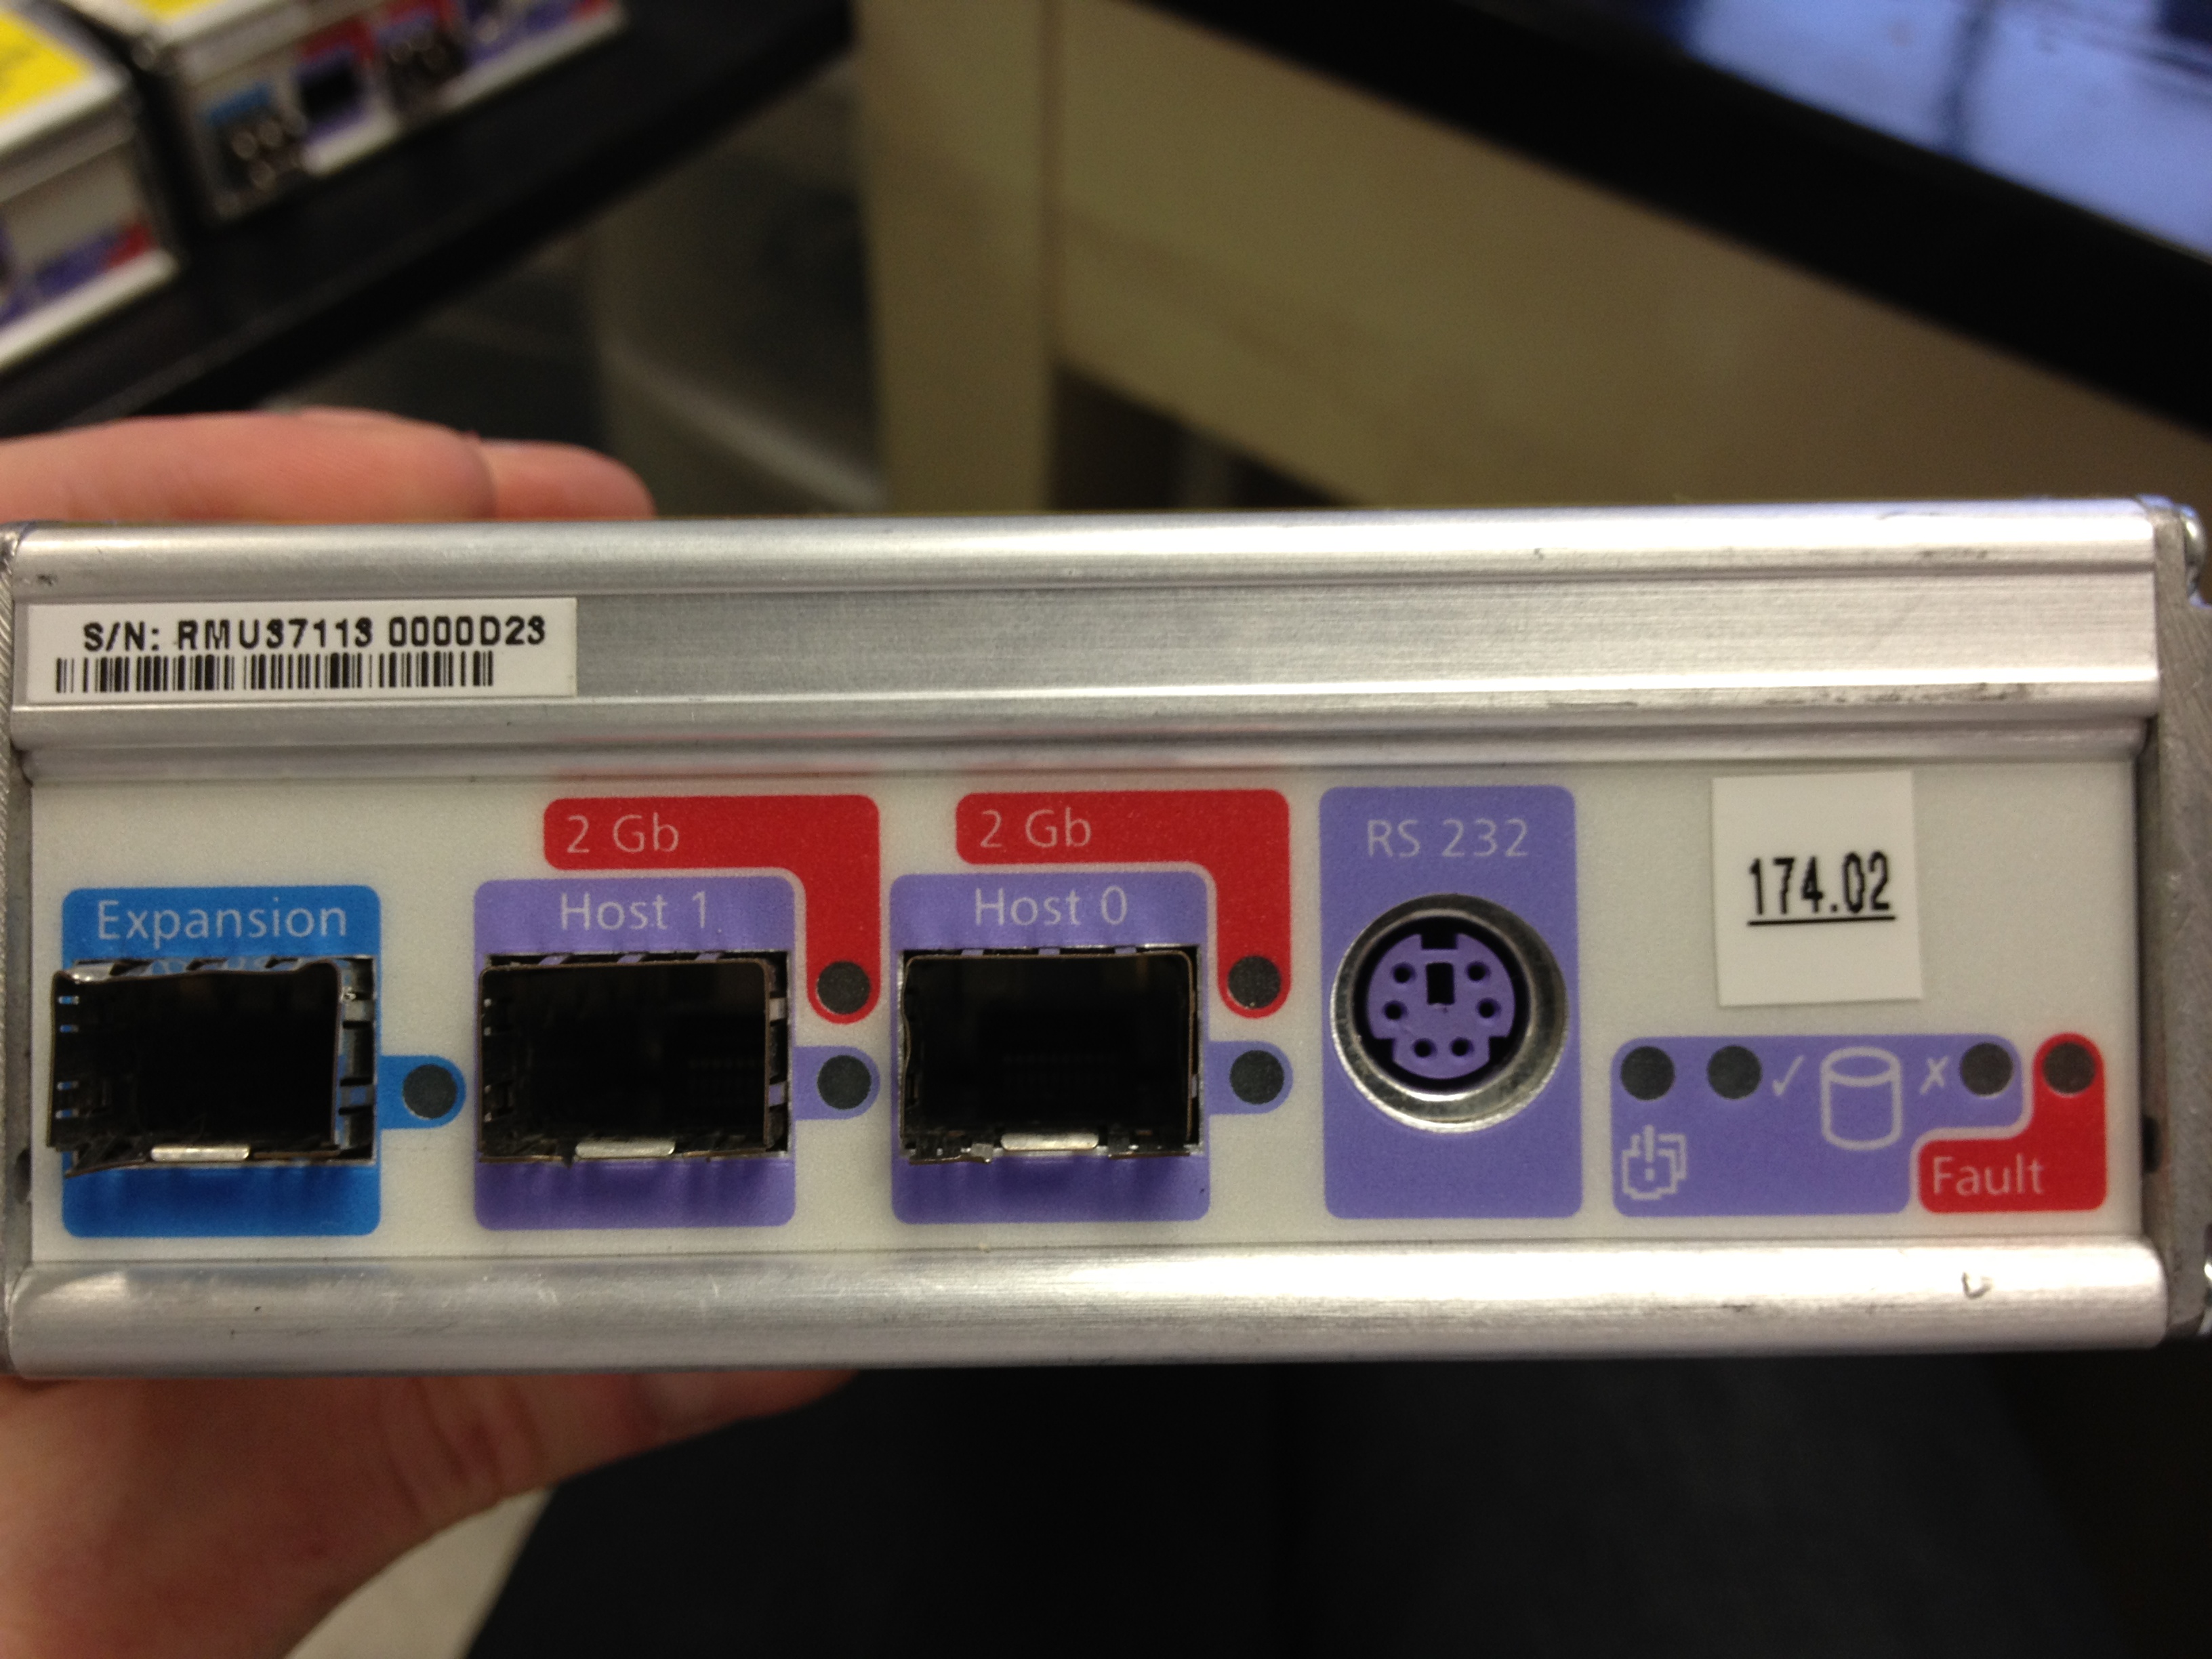 S/N: RMU37113 0000D23
2 Gb
2 Gb
RS 232
174.02
Expansion
Host 1
Host 0
Fault